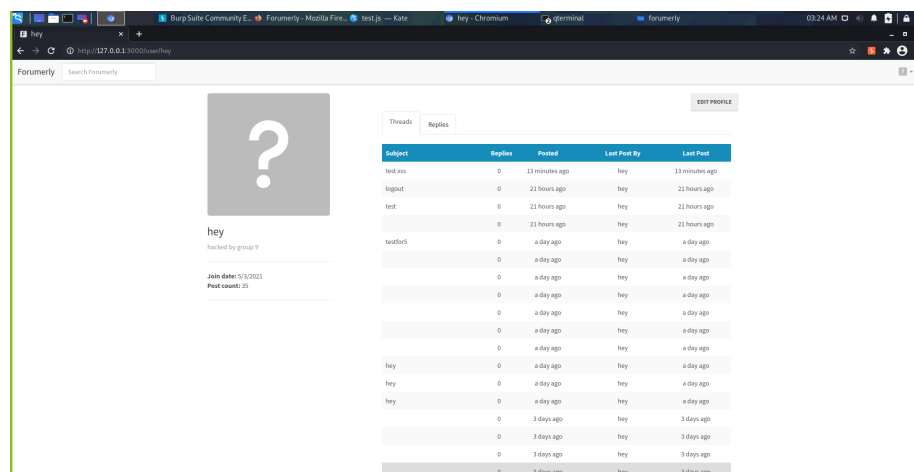 Burp Suite Community E... Forumerly - Mozilla Fire... test.js — Kate hey - Chromium qterminal forumerly 03:24 AM
hey
http://127.0.0.1:3000/user/hey
Forumerly Search Forumerly
EDIT PROFILE
Threads Replies
Subject Replies Posted Last Post By Last Post
test xss 0 13 minutes ago hey 13 minutes ago
logout 0 21 hours ago hey 21 hours ago
test 0 21 hours ago hey 21 hours ago
0 21 hours ago hey 21 hours ago
testfor5 0 a day ago hey a day ago
0 a day ago hey a day ago
0 a day ago hey a day ago
0 a day ago hey a day ago
0 a day ago hey a day ago
0 a day ago hey a day ago
0 a day ago hey a day ago
hey 0 a day ago hey a day ago
hey 0 a day ago hey a day ago
hey 0 a day ago hey a day ago
0 3 days ago hey 3 days ago
0 3 days ago hey 3 days ago
0 3 days ago hey 3 days ago
0 3 days ago hey 3 days ago
?
hey
hacked by group 9
Join date: 5/3/2021
Post count: 35